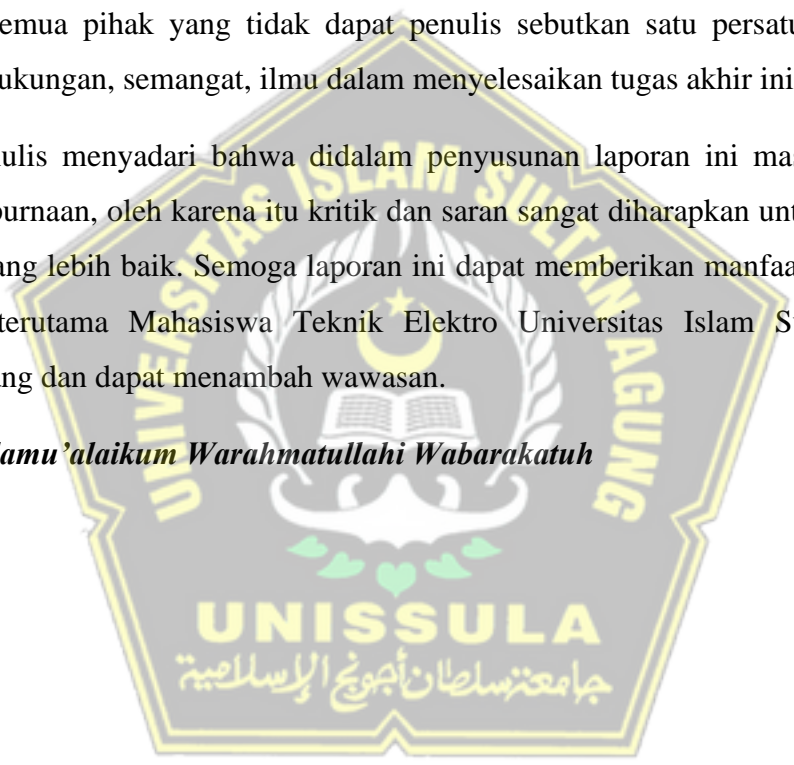 emua pihak yang tidak dapat penulis sebutkan satu persatu
ukungan, semangat, ilmu dalam menyelesaikan tugas akhir ini
ulis menyadari bahwa didalam penyusunan laporan ini mas
purnaan, oleh karena itu kritik dan saran sangat diharapkan unt
ang lebih baik. Semoga laporan ini dapat memberikan manfaa
terutama Mahasiswa Teknik Elektro Universitas Islam S
ang dan dapat menambah wawasan.
lamu’alaikum Warahmatullahi Wabarakatuh
UNIVERSITAS ISLAM SULTAN AGUNG
UNISSULA
جامعة سلطان أجونج الإسلامية